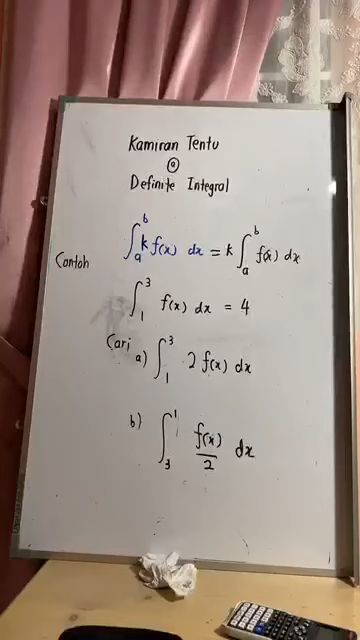 Kamiran Tentu
@
Definite Integral
∫_a^b k f(x) dx = k ∫_a^b f(x) dx
Contoh
∫_1^3 f(x) dx = 4
Cari a) ∫_1^3 2 f(x) dx
b) ∫_3^1 f(x)/2 dx